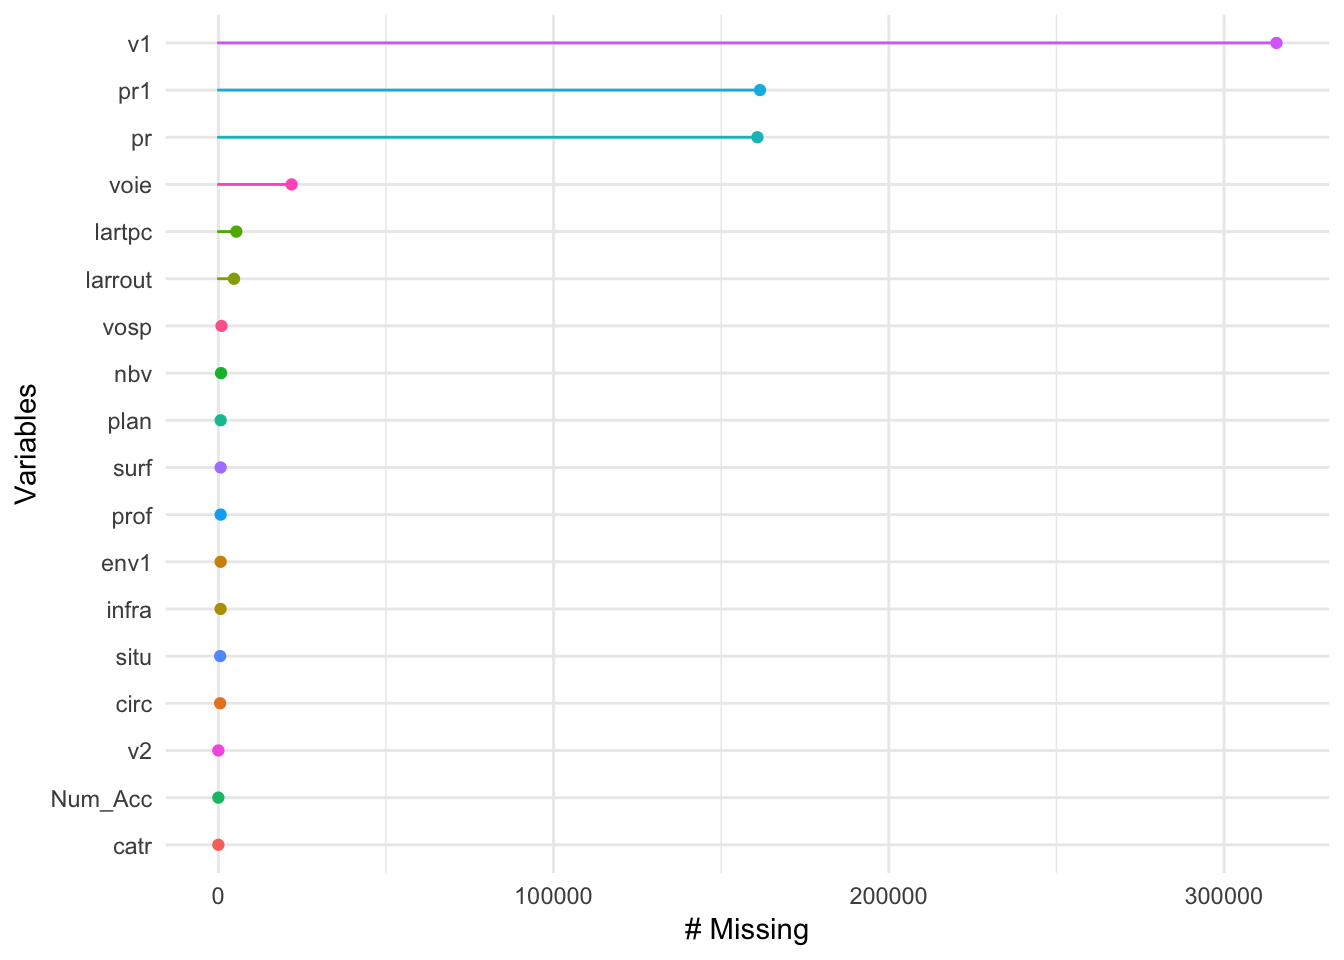 v1
pr1
pr
voie
lartpc
larrout
vosp
nbv
plan
surf
prof
env1
infra
situ
circ
v2
Num_Acc
catr
Variables
0 100000 200000 300000
# Missing